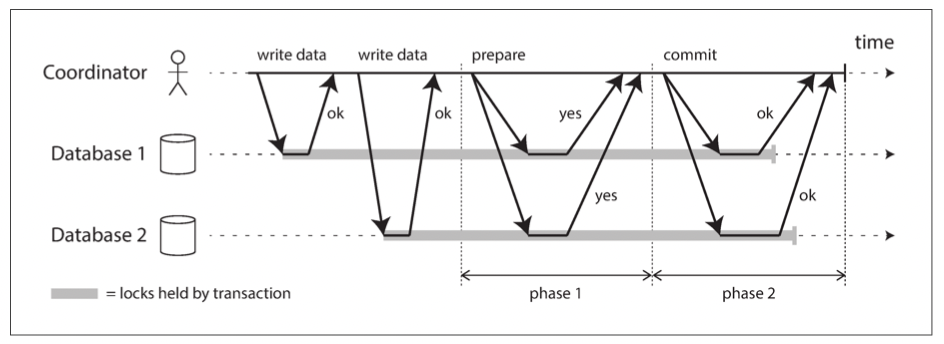 time
write data write data prepare commit
Coordinator
ok ok yes ok
Database 1
yes ok
Database 2
phase 1 phase 2
= locks held by transaction